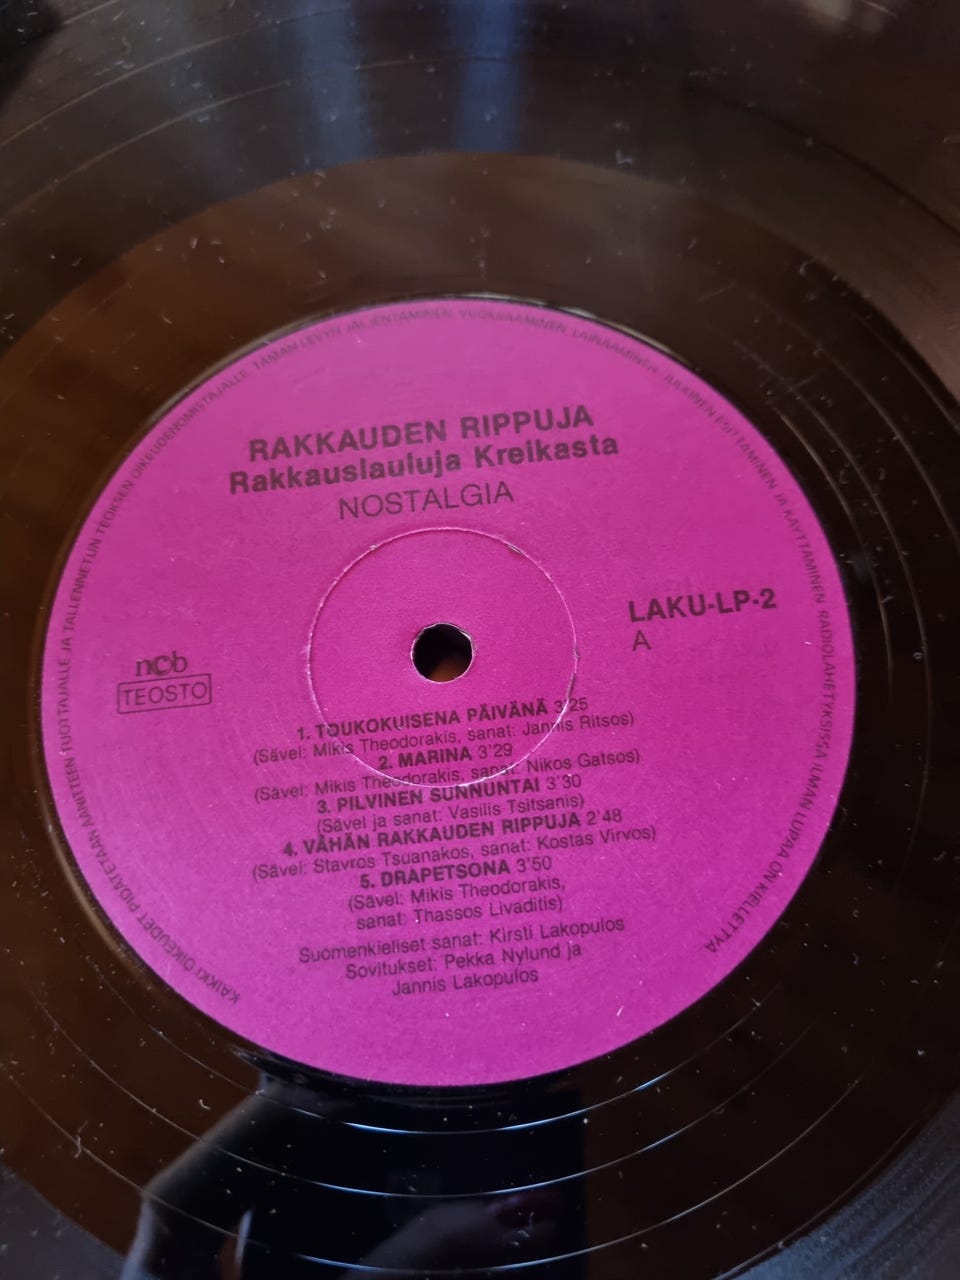 RAKKAUDEN RIPPUJA
Rakkauslauluja Kreikasta
NOSTALGIA
LAKU-LP-2
A
ncb
TEOSTO
1. TOUKOKUISENA PÄIVÄNÄ 3'25
(Sävel: Mikis Theodorakis, sanat: Jannis Ritsos)
2. MARINA 3'29
(Sävel: Mikis Theodorakis, sanat: Nikos Gatsos)
3. PILVINEN SUNNUNTAI 3'30
(Sävel ja sanat: Vasilis Tsitsanis)
4. VÄHÄN RAKKAUDEN RIPPUJA 2'48
(Sävel: Stavros Tsuanakos, sanat: Kostas Virvos)
5. DRAPETSONA 3'50
(Sävel: Mikis Theodorakis,
sanat: Thassos Livaditis)
Suomenkieliset sanat: Kirsti Lakopulos
Sovitukset: Pekka Nylund ja
Jannis Lakopulos
KAIKKI OIKEUDET PIDÄTETÄÄN ÄÄNITTEEN TUOTTAJALLE JA TALLENNETUN TEOKSEN OIKEUDENOMISTAJALLE. TÄMÄN LEVYN JÄLJENTÄMINEN, VUOKRAAMINEN, LAINAAMINEN, JULKINEN ESITTÄMINEN JA KÄYTTÄMINEN RADIOLÄHETYKSISSÄ ILMAN LUPAA ON KIELLETTYÄ